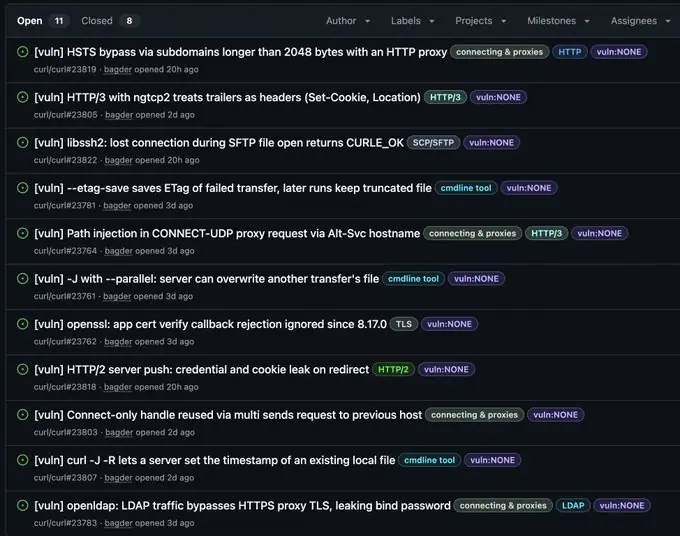 Open 11 Closed 8 Author Labels Projects Milestones Assignees
[vuln] HSTS bypass via subdomains longer than 2048 bytes with an HTTP proxy connecting & proxies HTTP vuln:NONE
curl/curl#23819 · bagder opened 20h ago
[vuln] HTTP/3 with ngtcp2 treats trailers as headers (Set-Cookie, Location) HTTP/3 vuln:NONE
curl/curl#23805 · bagder opened 2d ago
[vuln] libssh2: lost connection during SFTP file open returns CURLE_OK SCP/SFTP vuln:NONE
curl/curl#23822 · bagder opened 20h ago
[vuln] --etag-save saves ETag of failed transfer, later runs keep truncated file cmdline tool vuln:NONE
curl/curl#23781 · bagder opened 3d ago
[vuln] Path injection in CONNECT-UDP proxy request via Alt-Svc hostname connecting & proxies HTTP/3 vuln:NONE
curl/curl#23764 · bagder opened 3d ago
[vuln] -J with --parallel: server can overwrite another transfer's file cmdline tool vuln:NONE
curl/curl#23761 · bagder opened 3d ago
[vuln] openssl: app cert verify callback rejection ignored since 8.17.0 TLS vuln:NONE
curl/curl#23762 · bagder opened 3d ago
[vuln] HTTP/2 server push: credential and cookie leak on redirect HTTP/2 vuln:NONE
curl/curl#23818 · bagder opened 20h ago
[vuln] Connect-only handle reused via multi sends request to previous host connecting & proxies vuln:NONE
curl/curl#23803 · bagder opened 2d ago
[vuln] curl -J -R lets a server set the timestamp of an existing local file cmdline tool vuln:NONE
curl/curl#23807 · bagder opened 2d ago
[vuln] openldap: LDAP traffic bypasses HTTPS proxy TLS, leaking bind password connecting & proxies LDAP vuln:NONE
curl/curl#23783 · bagder opened 3d ago